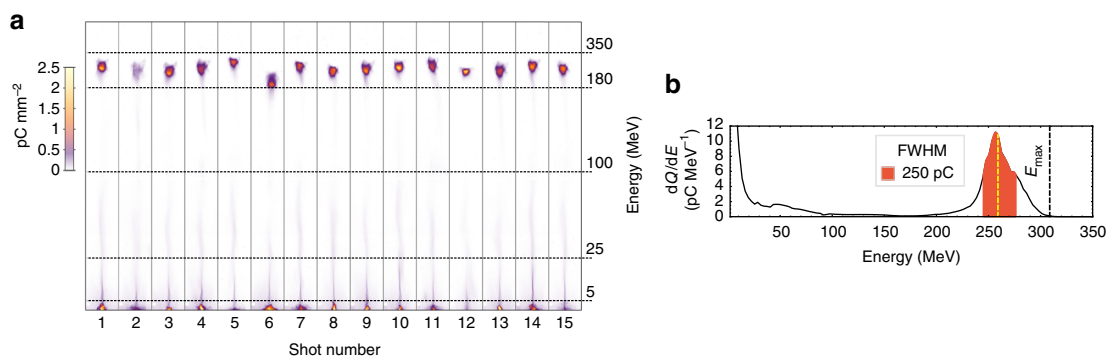 a
pC mm⁻²
2.5
2
1.5
1
0.5
0
350
180
100
25
5
Energy (MeV)
1 2 3 4 5 6 7 8 9 10 11 12 13 14 15
Shot number
b
dQ/dE
(pC MeV⁻¹)
12
10
8
6
4
2
0
FWHM
250 pC
Emax
50 100 150 200 250 300 350
Energy (MeV)